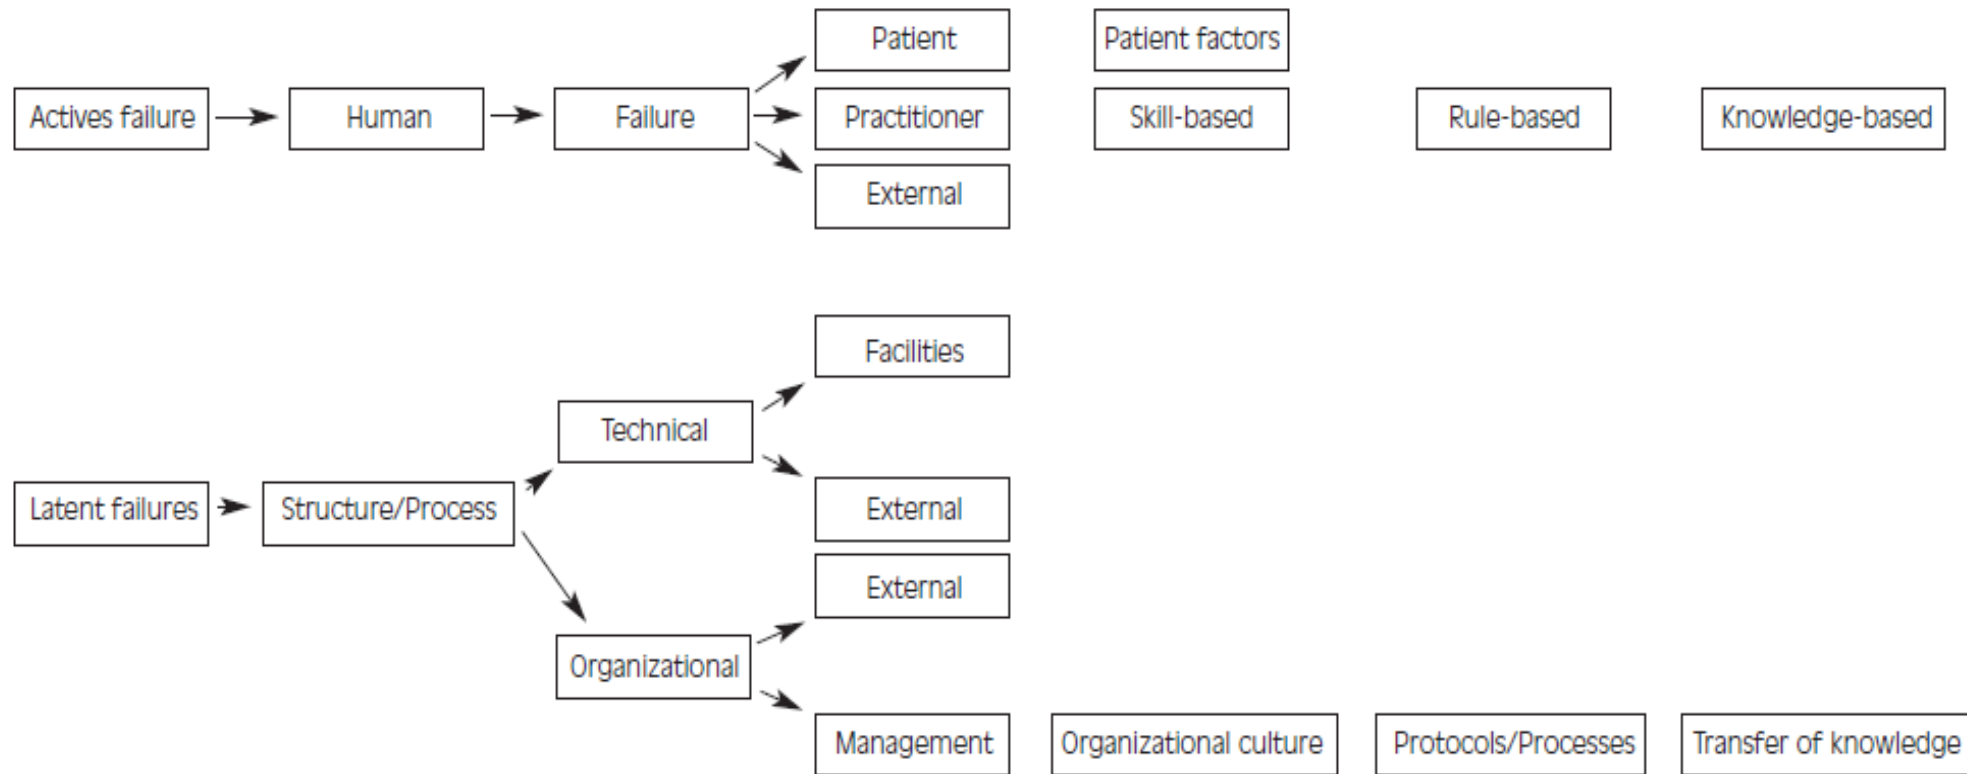 Patient
Patient factors
Actives failure
Human
Failure
Practitioner
Skill-based
Rule-based
Knowledge-based
External
Facilities
Technical
Latent failures
Structure/Process
External
External
Organizational
Management
Organizational culture
Protocols/Processes
Transfer of knowledge